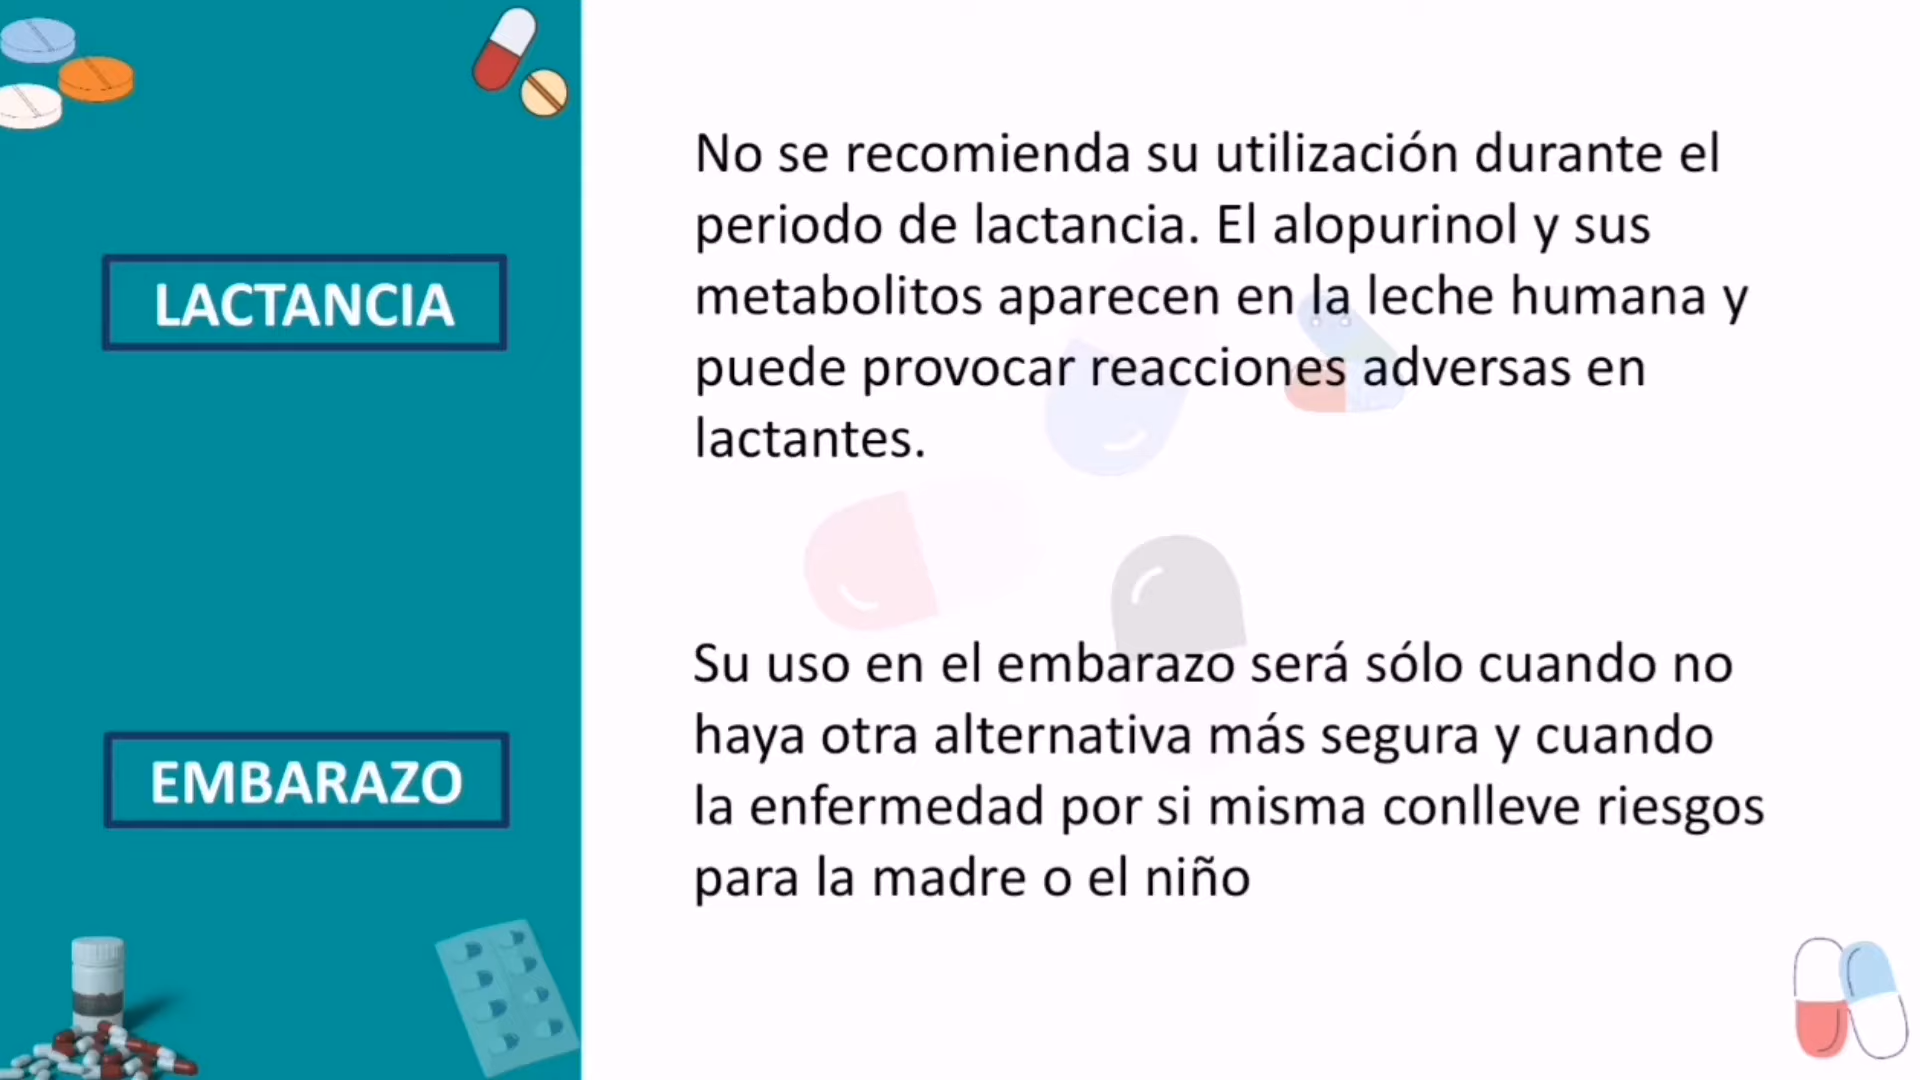 LACTANCIA
No se recomienda su utilización durante el
periodo de lactancia. El alopurinol y sus
metabolitos aparecen en la leche humana y
puede provocar reacciones adversas en
lactantes.
EMBARAZO
Su uso en el embarazo será sólo cuando no
haya otra alternativa más segura y cuando
la enfermedad por si misma conlleve riesgos
para la madre o el niño